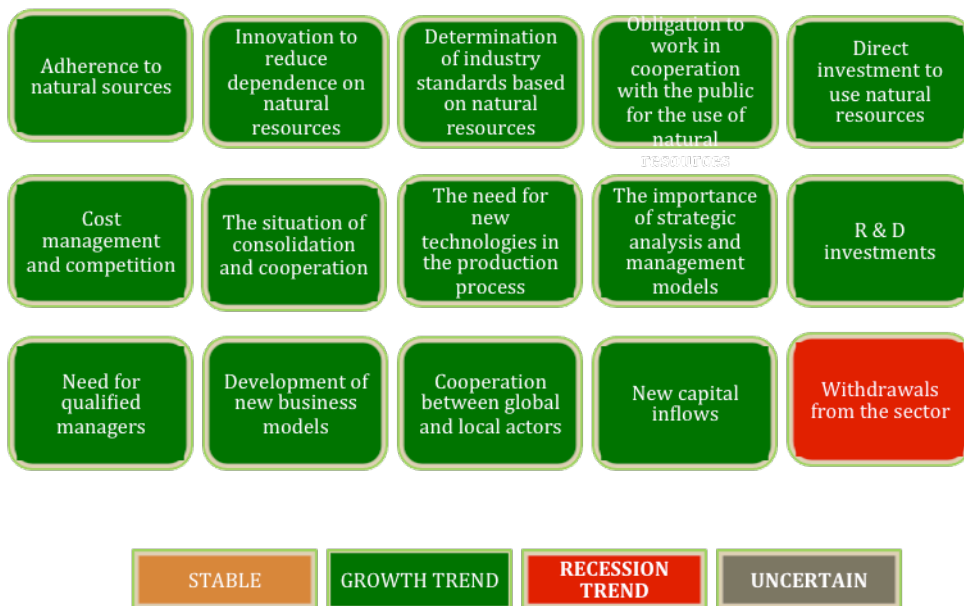 Adherence to
natural sources
Innovation to
reduce
dependence on
natural
resources
Determination
of industry
standards based
on natural
resources
Obligation to
work in
cooperation
with the public
for the use of
natural
resources
Direct
investment to
use natural
resources
Cost
management
and competition
The situation of
consolidation
and cooperation
The need for
new
technologies in
the production
process
The importance
of strategic
analysis and
management
models
R & D
investments
Need for
qualified
managers
Development of
new business
models
Cooperation
between global
and local actors
New capital
inflows
Withdrawals
from the sector
STABLE
GROWTH TREND
RECESSION
TREND
UNCERTAIN